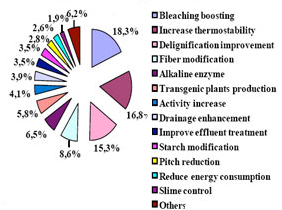 6,2%
1,9%
2,6%
2,8%
3,5%
3,5%
3,9%
4,1%
5,8%
6,5%
8,6%
15,3%
16,8
18,3%
Bleaching boosting
Increase thermostability
Delignification improvement
Fiber modification
Alkaline enzyme
Transgenic plants production
Activity increase
Drainage enhancement
Improve effluent treatment
Starch modification
Pitch reduction
Reduce energy consumption
Slime control
Others